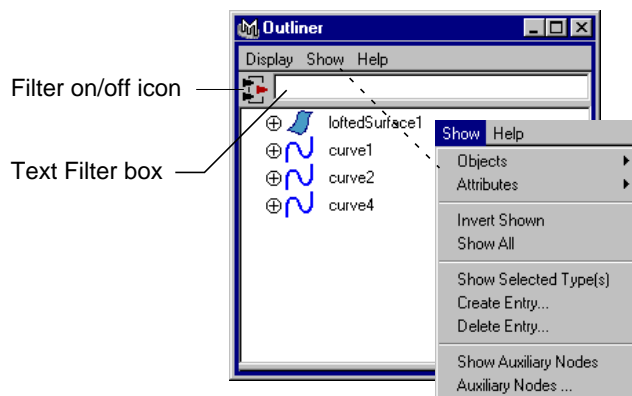 Outliner
Display Show Help
Filter on/off icon
Text Filter box
loftedSurface1
curve1
curve2
curve4
Show Help
Objects
Attributes
Invert Shown
Show All
Show Selected Type(s)
Create Entry...
Delete Entry...
Show Auxiliary Nodes
Auxiliary Nodes ...